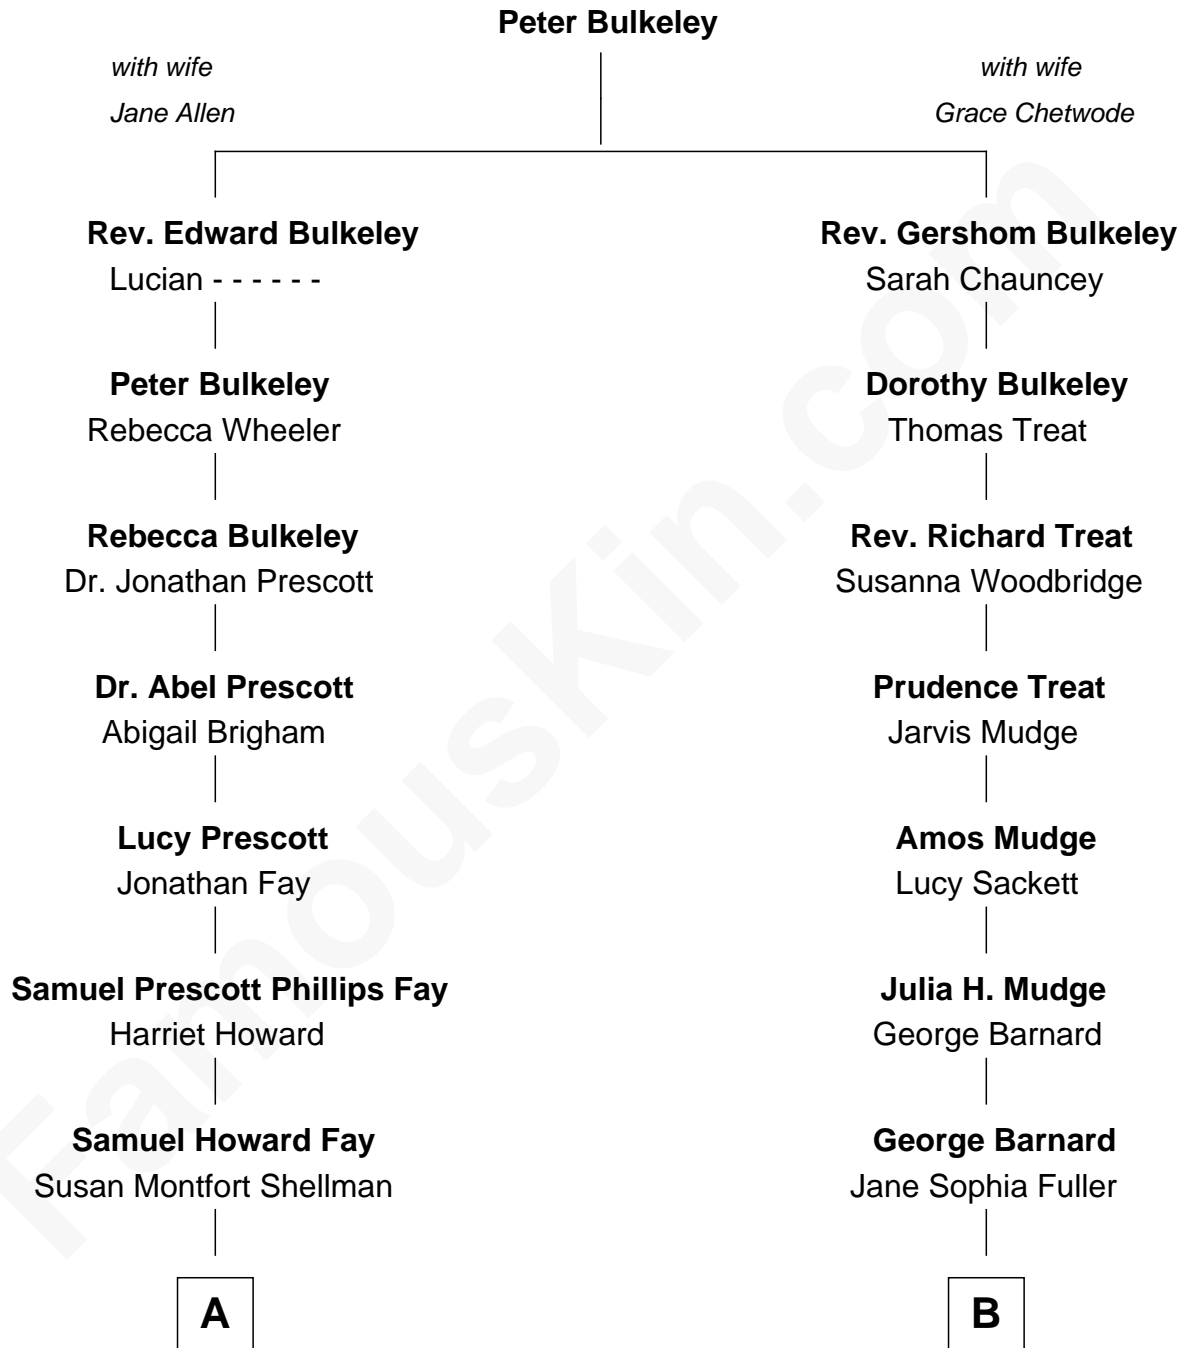 Peter Bulkeley
with wife
Jane Allen
with wife
Grace Chetwode
Rev. Edward Bulkeley
Lucian - - - - - -
Rev. Gershom Bulkeley
Sarah Chauncey
Peter Bulkeley
Rebecca Wheeler
Dorothy Bulkeley
Thomas Treat
Rebecca Bulkeley
Dr. Jonathan Prescott
Rev. Richard Treat
Susanna Woodbridge
Dr. Abel Prescott
Abigail Brigham
Prudence Treat
Jarvis Mudge
Lucy Prescott
Jonathan Fay
Amos Mudge
Lucy Sackett
Samuel Prescott Phillips Fay
Harriet Howard
Julia H. Mudge
George Barnard
Samuel Howard Fay
Susan Montfort Shellman
George Barnard
Jane Sophia Fuller
A
B
FamousKin.com